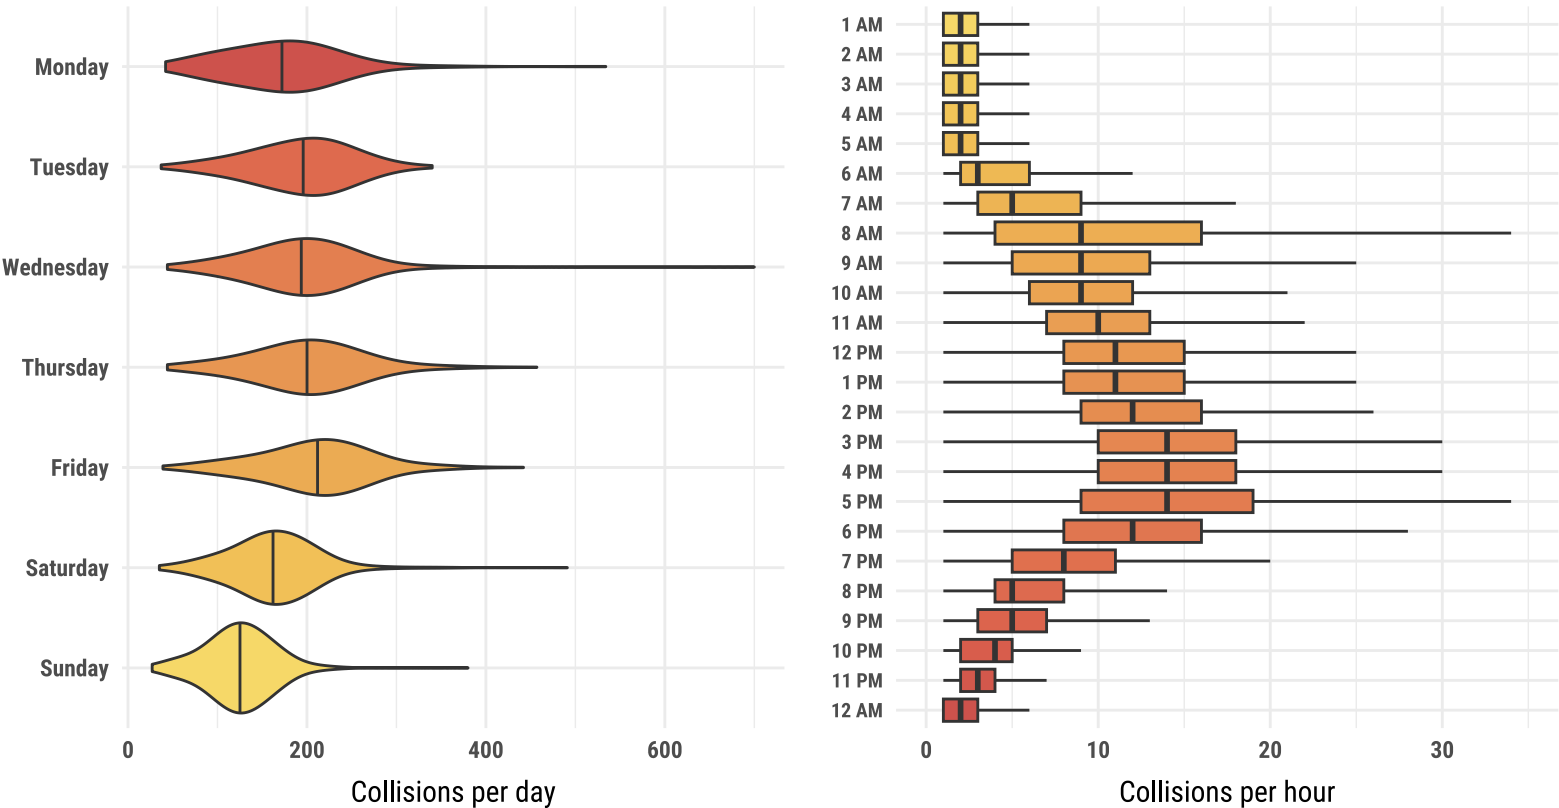 Monday
Tuesday
Wednesday
Thursday
Friday
Saturday
Sunday
0 200 400 600
Collisions per day
1 AM
2 AM
3 AM
4 AM
5 AM
6 AM
7 AM
8 AM
9 AM
10 AM
11 AM
12 PM
1 PM
2 PM
3 PM
4 PM
5 PM
6 PM
7 PM
8 PM
9 PM
10 PM
11 PM
12 AM
0 10 20 30
Collisions per hour